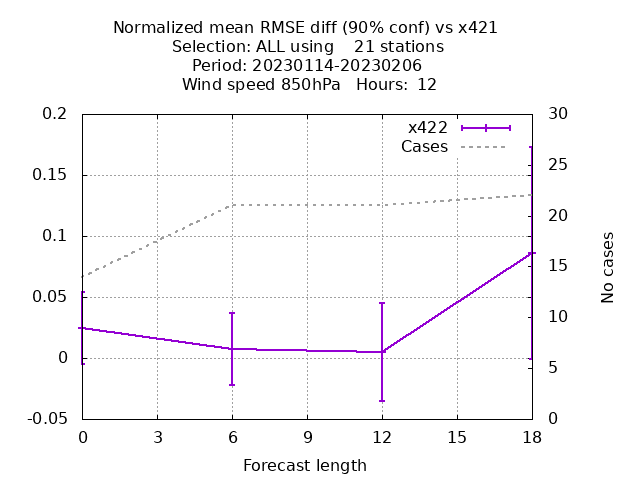 Normalized mean RMSE diff (90% conf) vs x421
Selection: ALL using    21 stations
Period: 20230114-20230206
Wind speed 850hPa   Hours:  12
x422
Cases
0.2
0.15
0.1
0.05
0
-0.05
30
25
20
15
10
5
0
No cases
0 3 6 9 12 15 18
Forecast length